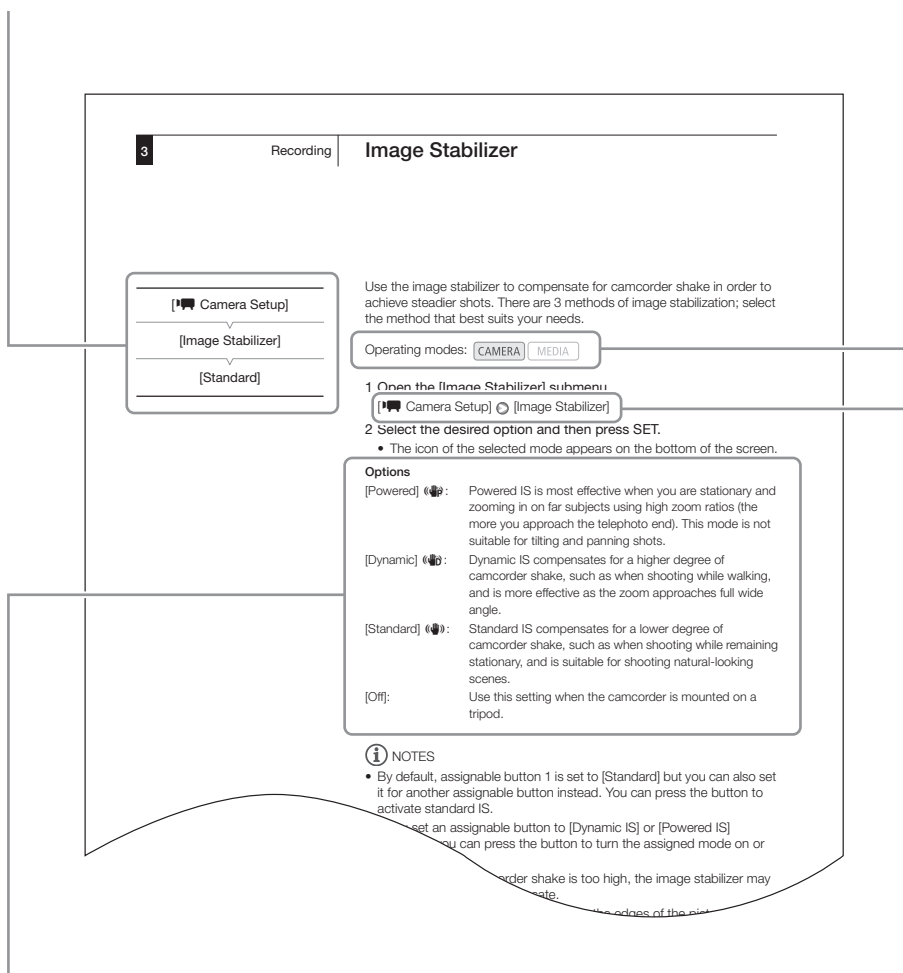 3 Recording Image Stabilizer
[Camera Setup]
[Image Stabilizer]
[Standard]
Use the image stabilizer to compensate for camcorder shake in order to
achieve steadier shots. There are 3 methods of image stabilization; select
the method that best suits your needs.
Operating modes: CAMERA MEDIA
1 Open the [Image Stabilizer] submenu
[Camera Setup] [Image Stabilizer]
2 Select the desired option and then press SET.
• The icon of the selected mode appears on the bottom of the screen.
Options
[Powered] : Powered IS is most effective when you are stationary and
zooming in on far subjects using high zoom ratios (the
more you approach the telephoto end). This mode is not
suitable for tilting and panning shots.
[Dynamic] : Dynamic IS compensates for a higher degree of
camcorder shake, such as when shooting while walking,
and is more effective as the zoom approaches full wide
angle.
[Standard] : Standard IS compensates for a lower degree of
camcorder shake, such as when shooting while remaining
stationary, and is suitable for shooting natural-looking
scenes.
[Off]: Use this setting when the camcorder is mounted on a
tripod.
NOTES
• By default, assignable button 1 is set to [Standard] but you can also set
it for another assignable button instead. You can press the button to
activate standard IS.
set an assignable button to [Dynamic IS] or [Powered IS]
you can press the button to turn the assigned mode on or
shake is too high, the image stabilizer may
the edges of the